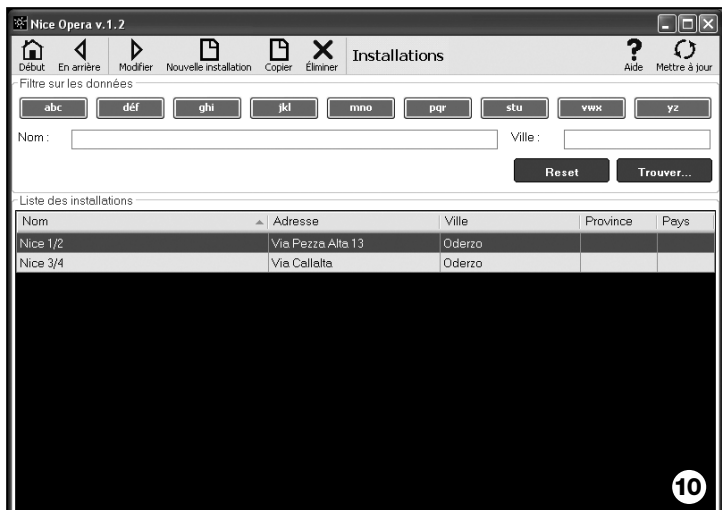 Nice Opera v.1.2
Début En arrière Modifier Nouvelle installation Copier Éliminer Installations Aide Mettre à jour
Filtre sur les données
abc déf ghi jkl mno pqr stu vwx yz
Nom : Ville :
Reset Trouver...
Liste des installations
Nom Adresse Ville Province Pays
Nice 1/2 Via Pezza Alta 13 Oderzo
Nice 3/4 Via Callalta Oderzo
10